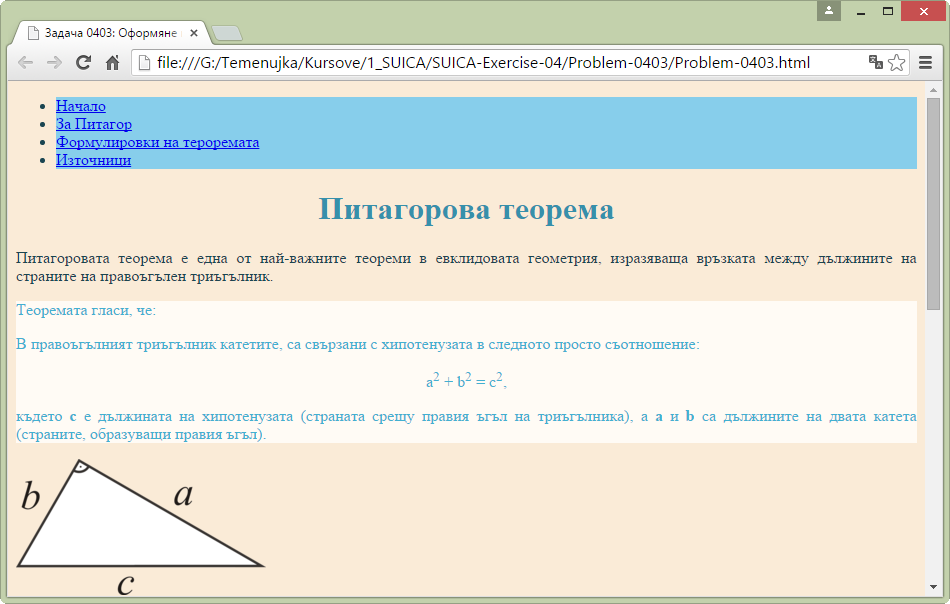 Задача 0403: Оформяне
file:///G:/Temenujka/Kursove/1_SUICA/SUICA-Exercise-04/Problem-0403/Problem-0403.html
Начало
За Питагор
Формулировки на тероремата
Източници
Питагорова теорема
Питагоровата теорема е една от най-важните теореми в евклидовата геометрия, изразяваща връзката между дължините на
страните на правоъгълен триъгълник.
Теоремата гласи, че:
В правоъгълният триъгълник катетите, са свързани с хипотенузата в следното просто съотношение:
a² + b² = c²,
където c е дължината на хипотенузата (страната срещу правия ъгъл на триъгълника), а a и b са дължините на двата катета
(страните, образуващи правия ъгъл).
b
a
c